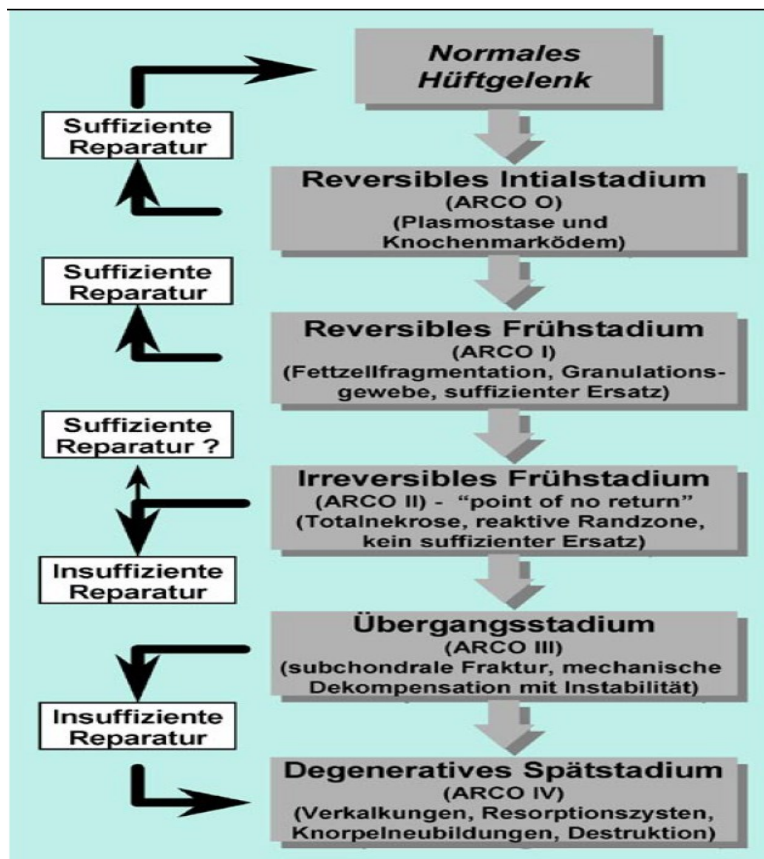 Normales
Hüftgelenk
Suffiziente
Reparatur
Reversibles Intialstadium
(ARCO O)
(Plasmostase und
Knochenmarködem)
Suffiziente
Reparatur
Reversibles Frühstadium
(ARCO I)
(Fettzellfragmentation, Granulations-
gewebe, suffizienter Ersatz)
Suffiziente
Reparatur ?
Irreversibles Frühstadium
(ARCO II) - “point of no return”
(Totalnekrose, reaktive Randzone,
kein suffizienter Ersatz)
Insuffiziente
Reparatur
Übergangsstadium
(ARCO III)
(subchondrale Fraktur, mechanische
Dekompensation mit Instabilität)
Insuffiziente
Reparatur
Degeneratives Spätstadium
(ARCO IV)
(Verkalkungen, Resorptionszysten,
Knorpelneubildungen, Destruktion)